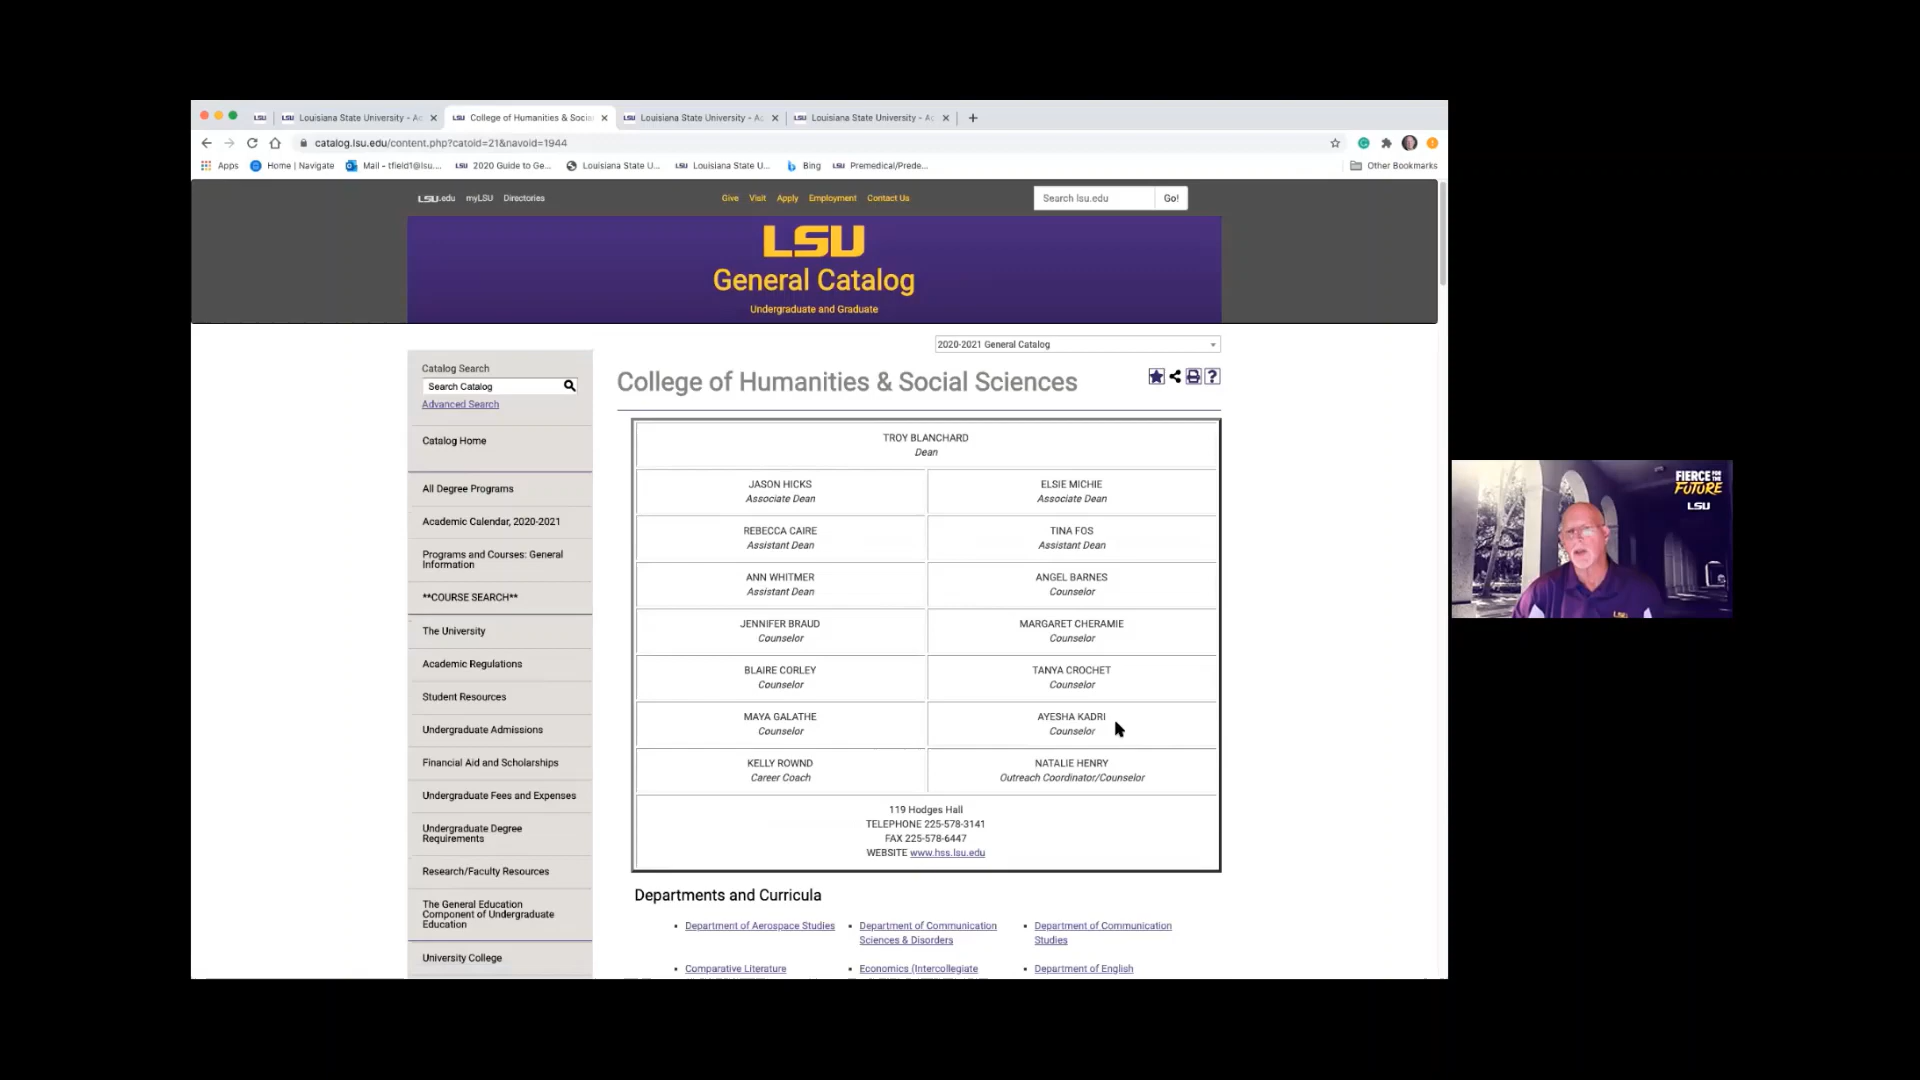 LSU
Louisiana State University - Ac
College of Humanities & Socia
Louisiana State University - Ac
Louisiana State University - Ac
catalog.lsu.edu/content.php?catoid=21&navoid=1944
Apps
Home | Navigate
Mail - tfield1@lsu....
LSU 2020 Guide to Ge...
Louisiana State U...
LSU Louisiana State U...
Bing
LSU Premedical/Prede...
Other Bookmarks
LSU.edu myLSU Directories
Give Visit Apply Employment Contact Us
Search lsu.edu Go!
LSU
General Catalog
Undergraduate and Graduate
2020-2021 General Catalog
Catalog Search
Search Catalog
Advanced Search
Catalog Home
All Degree Programs
Academic Calendar, 2020-2021
Programs and Courses: General
Information
**COURSE SEARCH**
The University
Academic Regulations
Student Resources
Undergraduate Admissions
Financial Aid and Scholarships
Undergraduate Fees and Expenses
Undergraduate Degree
Requirements
Research/Faculty Resources
The General Education
Component of Undergraduate
Education
University College
College of Humanities & Social Sciences
TROY BLANCHARD
Dean
JASON HICKS
Associate Dean
ELSIE MICHIE
Associate Dean
REBECCA CAIRE
Assistant Dean
TINA FOS
Assistant Dean
ANN WHITMER
Assistant Dean
ANGEL BARNES
Counselor
JENNIFER BRAUD
Counselor
MARGARET CHERAMIE
Counselor
BLAIRE CORLEY
Counselor
TANYA CROCHET
Counselor
MAYA GALATHE
Counselor
AYESHA KADRI
Counselor
KELLY ROWND
Career Coach
NATALIE HENRY
Outreach Coordinator/Counselor
119 Hodges Hall
TELEPHONE 225-578-3141
FAX 225-578-6447
WEBSITE www.hss.lsu.edu
Departments and Curricula
Department of Aerospace Studies
Department of Communication
Sciences & Disorders
Department of Communication
Studies
Comparative Literature
Economics (Intercollegiate
Department of English
FIERCE FOR THE
FUTURE
LSU
LSU